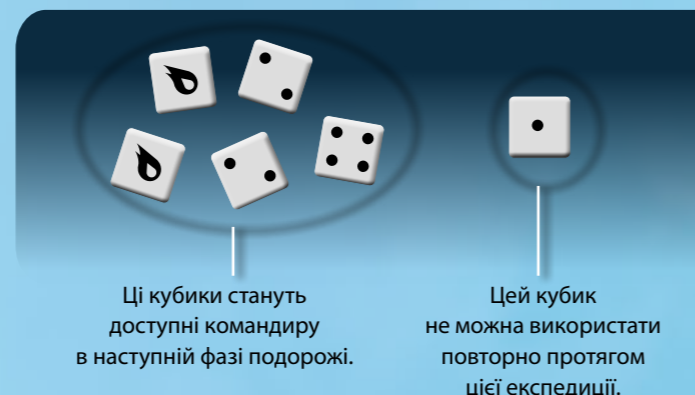 Ці кубики стануть
доступні командиру
в наступній фазі подорожі.
Цей кубик
не можна використати
повторно протягом
цієї експедиції.